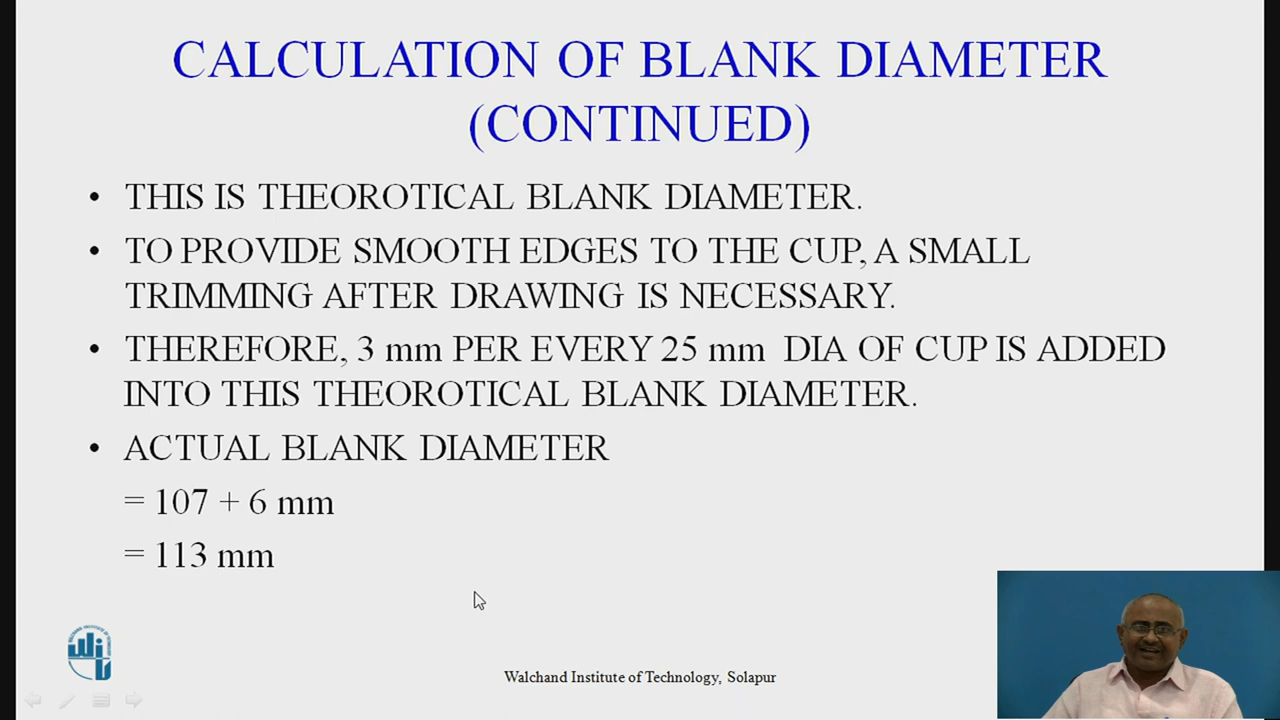 CALCULATION OF BLANK DIAMETER
(CONTINUED)
• THIS IS THEOROTICAL BLANK DIAMETER.
• TO PROVIDE SMOOTH EDGES TO THE CUP, A SMALL
TRIMMING AFTER DRAWING IS NECESSARY.
• THEREFORE, 3 mm PER EVERY 25 mm DIA OF CUP IS ADDED
INTO THIS THEOROTICAL BLANK DIAMETER.
• ACTUAL BLANK DIAMETER
= 107 + 6 mm
= 113 mm
Walchand Institute of Technology, Solapur